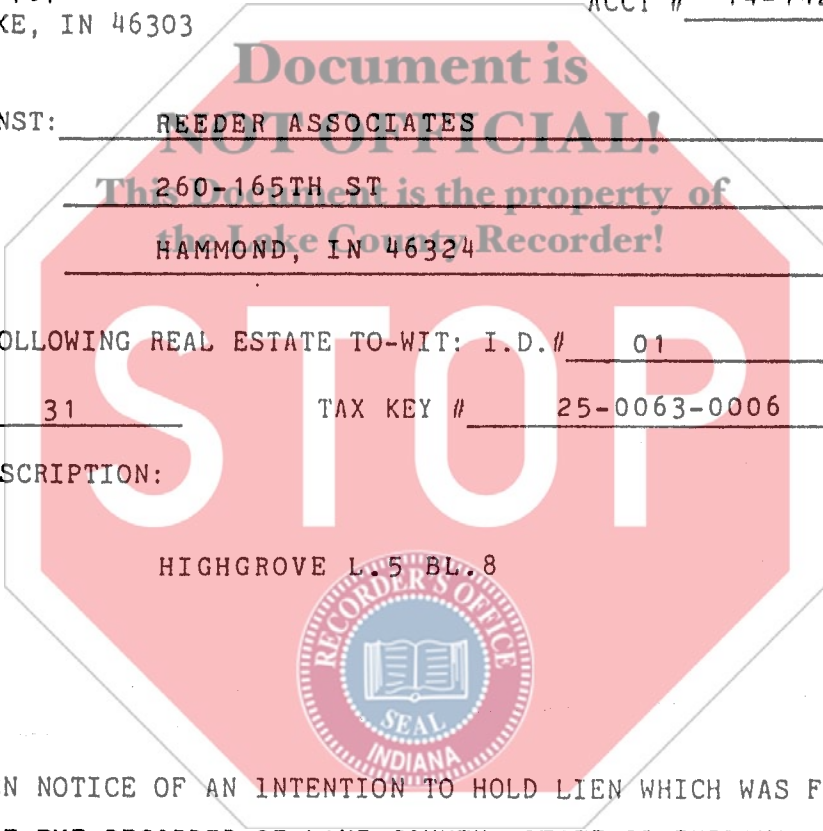 KE, IN 46303
Document is
NOT OFFICIAL!
NST: REEDER ASSOCIATES
This Document is the property of
260-165TH ST
the Lake County Recorder!
HAMMOND, IN 46324
OLLOWING REAL ESTATE TO-WIT: I.D.# 01
31 TAX KEY # 25-0063-0006
STOP
SCRIPTION:
HIGHGROVE L.5 BL.8
RECORDER'S OFFICE
SEAL
INDIANA
EN NOTICE OF AN INTENTION TO HOLD LIEN WHICH WAS F